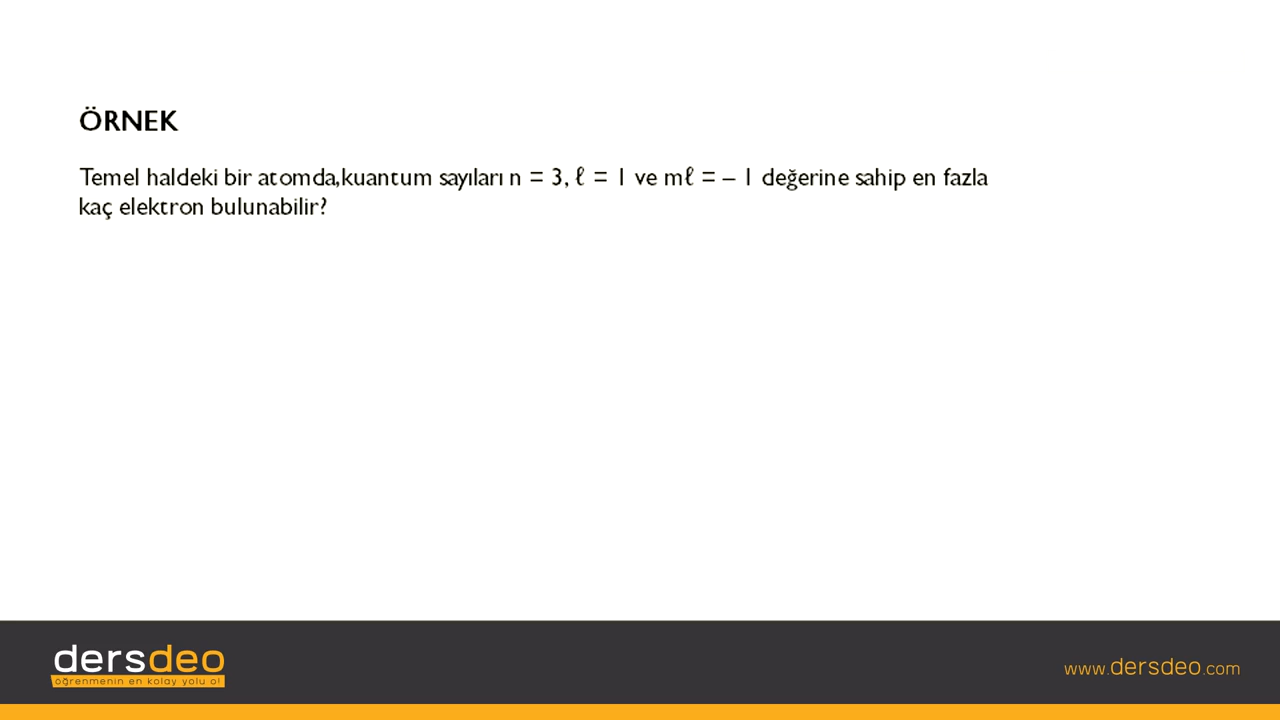 ÖRNEK
Temel haldeki bir atomda,kuantum sayıları n = 3, ℓ = 1 ve mℓ = – 1 değerine sahip en fazla
kaç elektron bulunabilir?
dersdeo
öğrenmenin en kolay yolu o!
www.dersdeo.com